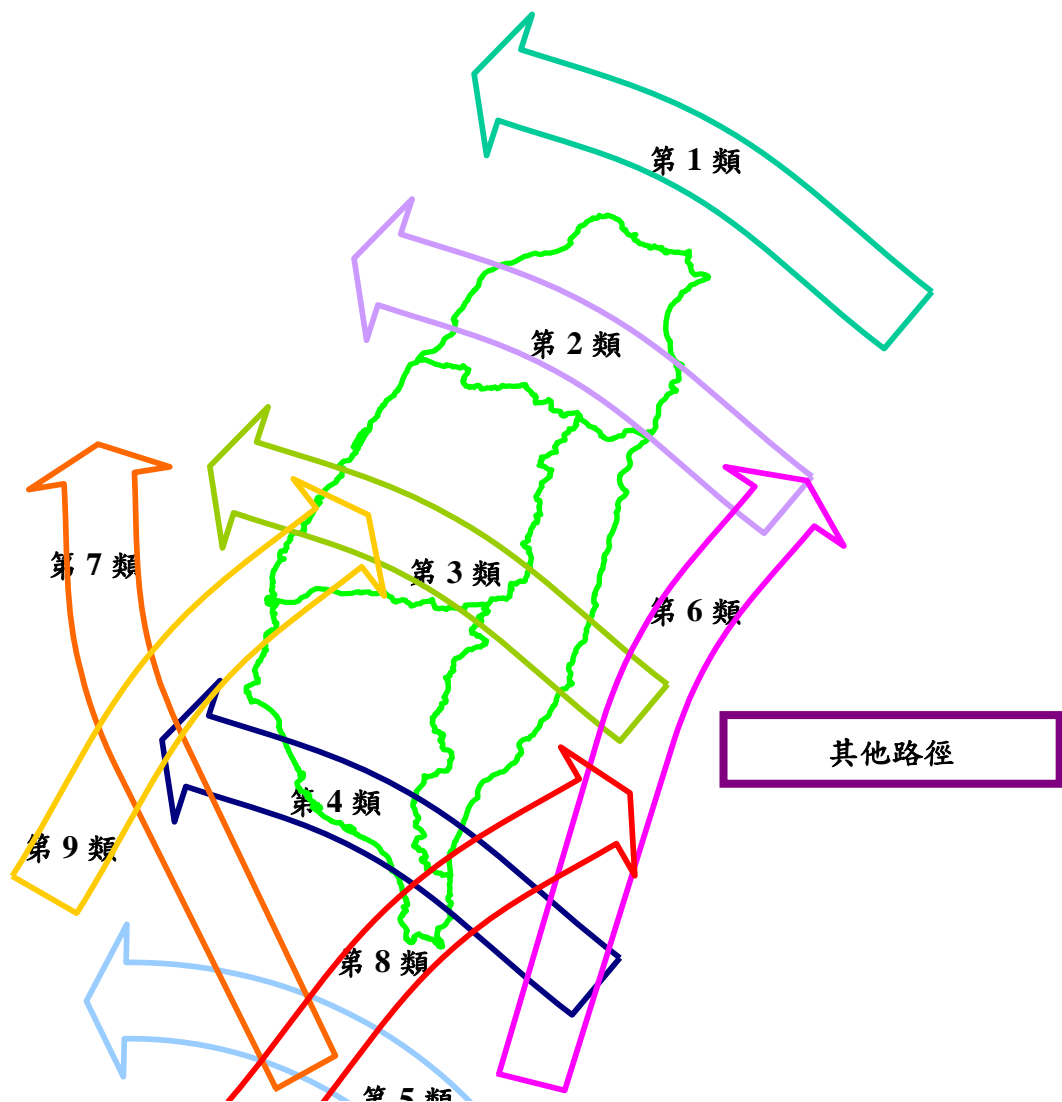 第 1 類
第 2 類
第 7 類
第 3 類
第 6 類
其他路徑
第 4 類
第 9 類
第 8 類
第 5 類